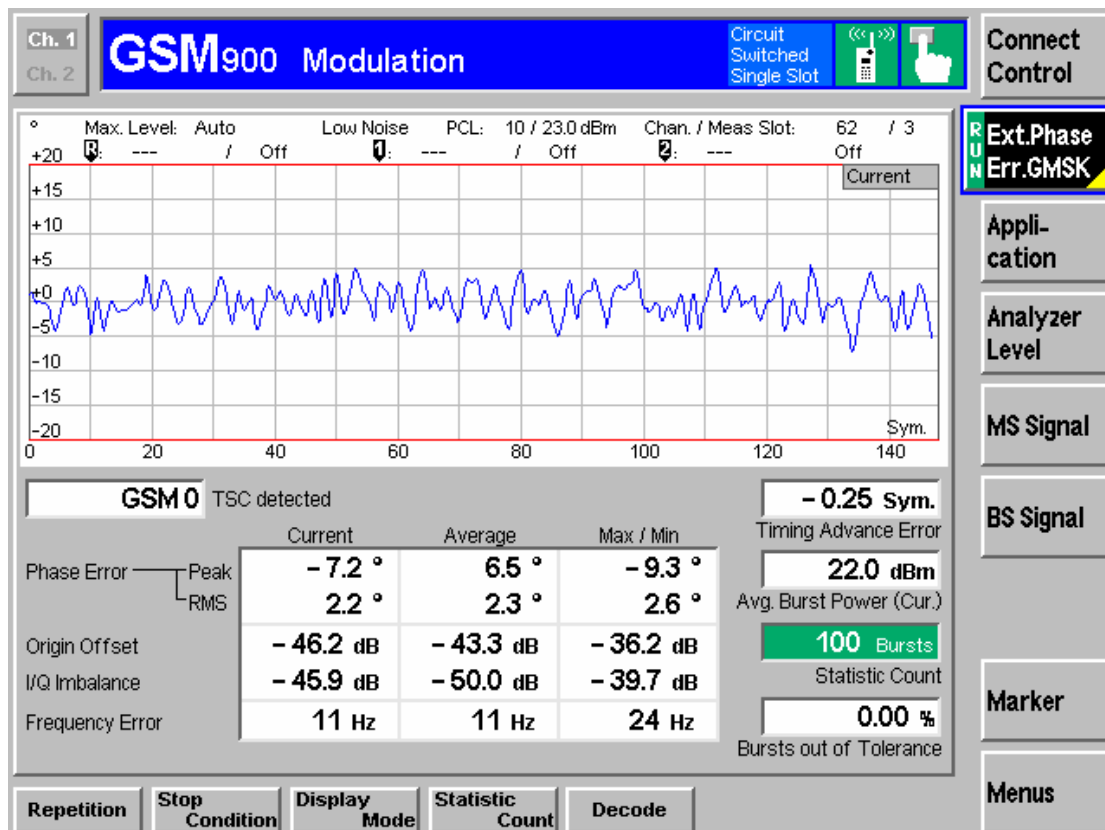 Ch. 1
Ch. 2
GSM900 Modulation
Circuit
Switched
Single Slot
Connect
Control
° Max. Level: Auto Low Noise PCL: 10 / 23.0 dBm Chan. / Meas Slot: 62 / 3
R: --- / Off 1: --- / Off 2: --- Off
Current
+20
+15
+10
+5
+0
-5
-10
-15
-20
Sym.
0 20 40 60 80 100 120 140
RUN
Ext.Phase
Err.GMSK
Appli-
cation
Analyzer
Level
MS Signal
BS Signal
Marker
Menus
GSM 0 TSC detected
Current Average Max / Min
Phase Error Peak - 7.2 ° 6.5 ° - 9.3 °
RMS 2.2 ° 2.3 ° 2.6 °
Origin Offset - 46.2 dB - 43.3 dB - 36.2 dB
I/Q Imbalance - 45.9 dB - 50.0 dB - 39.7 dB
Frequency Error 11 Hz 11 Hz 24 Hz
- 0.25 Sym.
Timing Advance Error
22.0 dBm
Avg. Burst Power (Cur.)
100 Bursts
Statistic Count
0.00 %
Bursts out of Tolerance
Repetition
Stop
Condition
Display
Mode
Statistic
Count
Decode